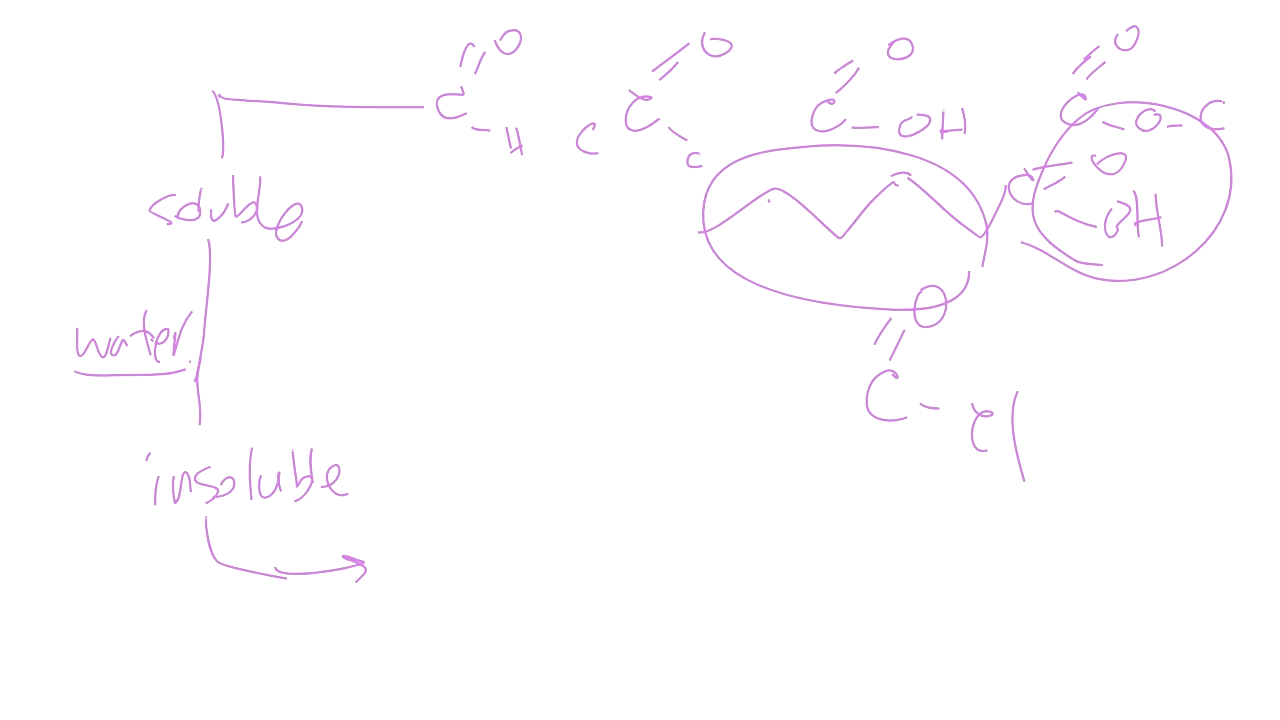 O O O O
C C C C - O - C
H C c - OH
C O
- OH
soluble
O
water
C - Cl
insoluble